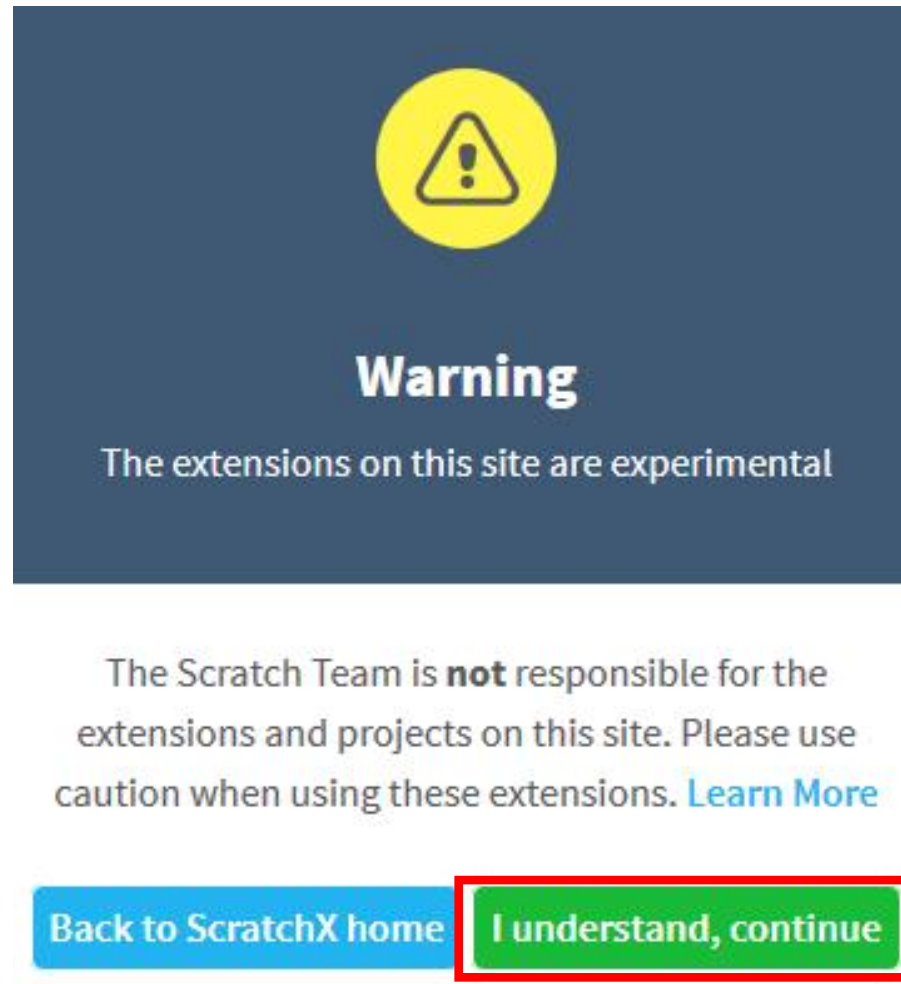 Warning
The extensions on this site are experimental
The Scratch Team is not responsible for the
extensions and projects on this site. Please use
caution when using these extensions. Learn More
Back to ScratchX home I understand, continue